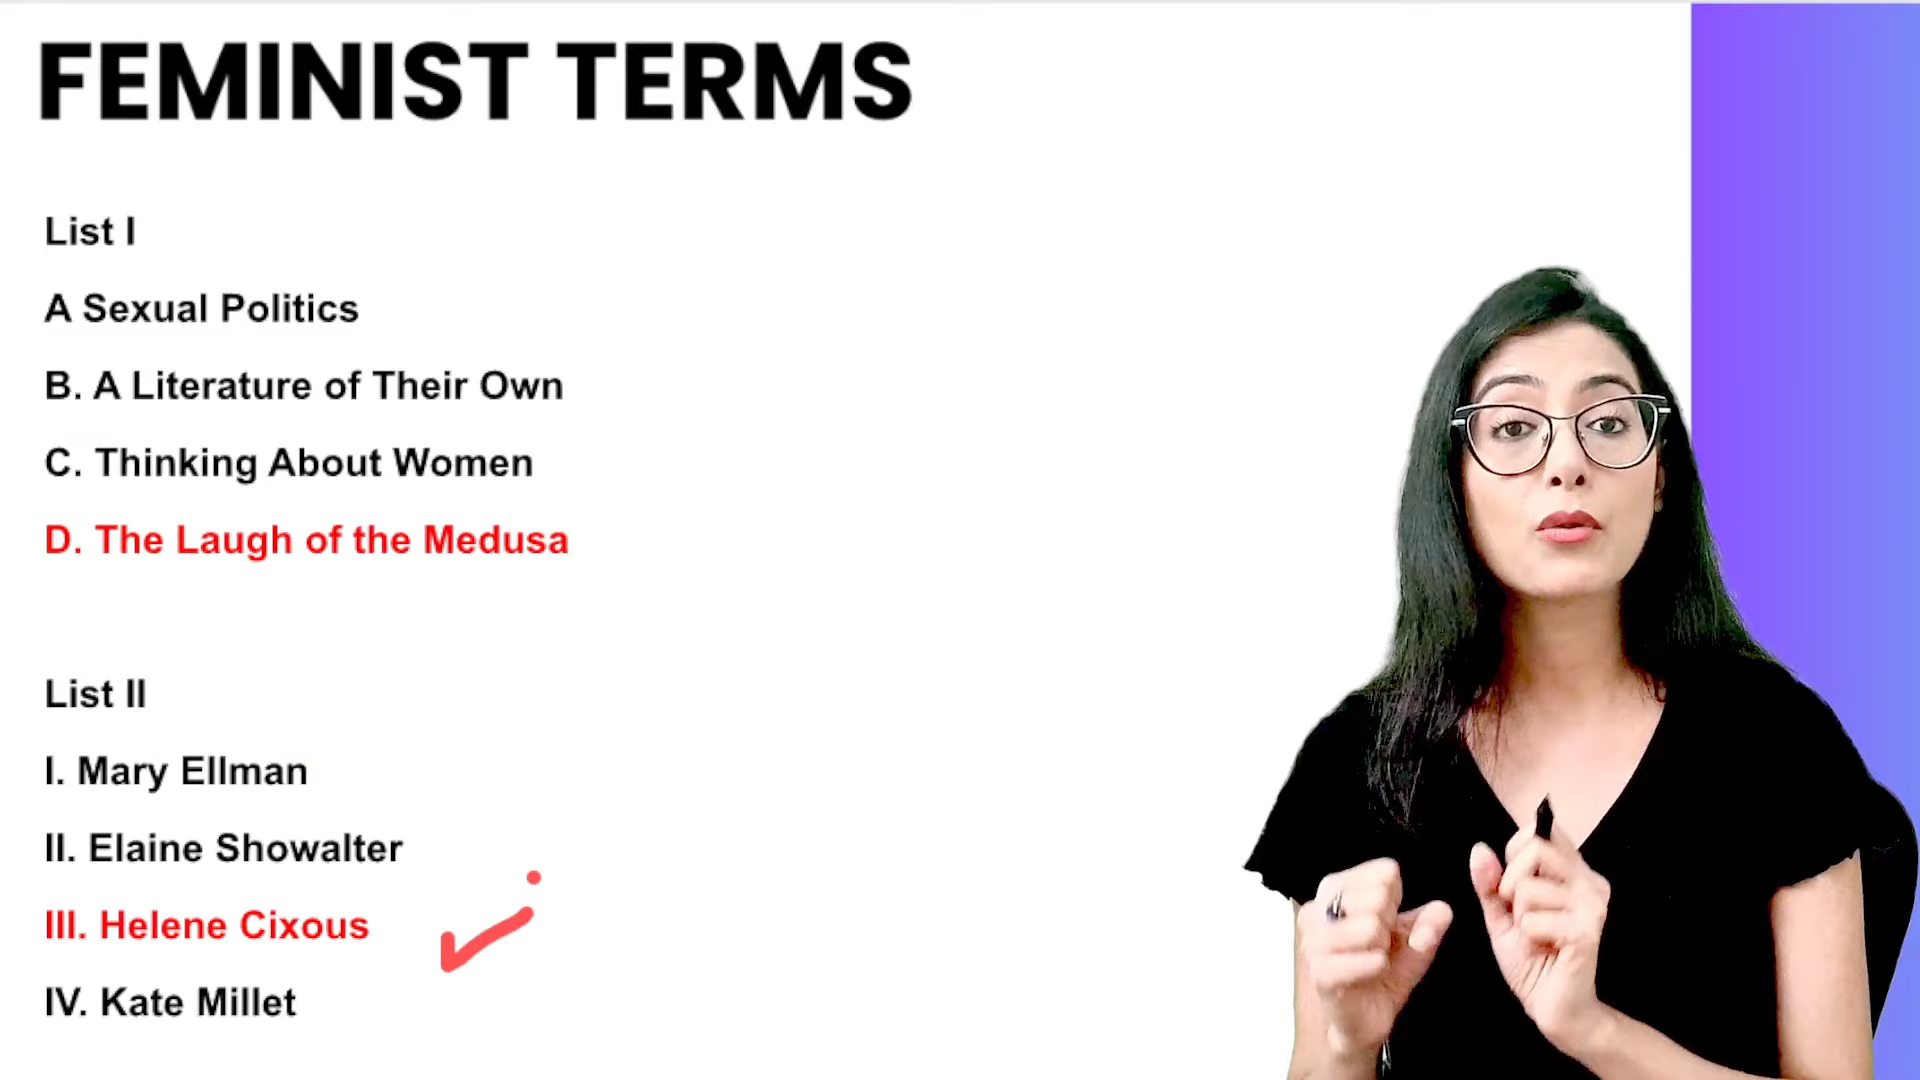 FEMINIST TERMS
List I
A Sexual Politics
B. A Literature of Their Own
C. Thinking About Women
D. The Laugh of the Medusa
List II
I. Mary Ellman
II. Elaine Showalter
III. Helene Cixous
IV. Kate Millet